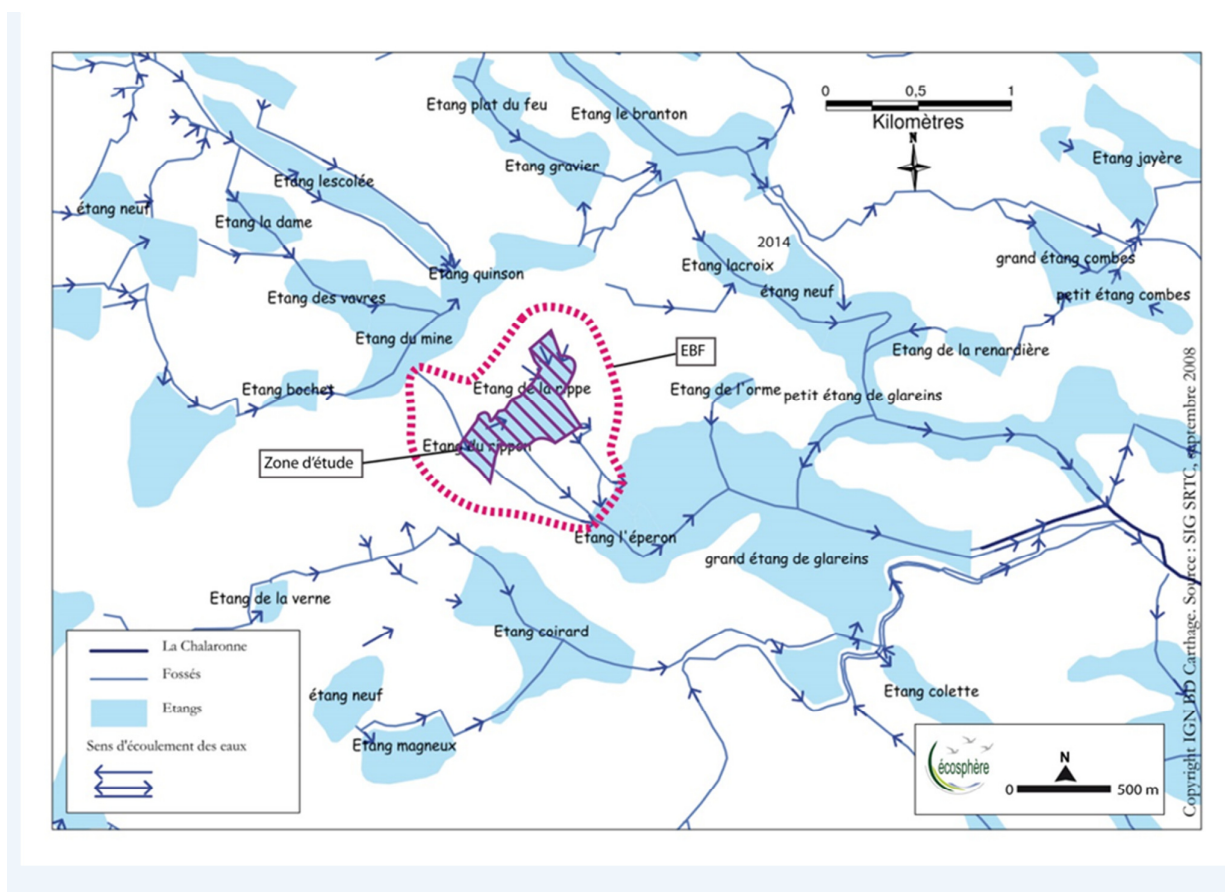 0 0,5 1
Kilomètres
N
Etang plat du feu
Etang le branton
Etang gravier
Etang jayère
Etang lescolée
étang neuf
Etang la dame
2014
Etang quinson
Etang lacroix
grand étang combes
Etang des vavres
étang neuf
petit étang combes
Etang du mine
EBF
Etang de la renardière
Etang bochet
Etang de la rippe
Etang de l'orme
petit étang de glareins
Etang du rippon
Zone d'étude
Etang l'éperon
grand étang de glareins
Etang de la verne
Etang coirard
étang neuf
Etang colette
Etang magneux
La Chalaronne
Fossés
Etangs
Sens d'écoulement des eaux
écosphère
N
0 500 m
Copyright IGN BD Carthage. Source : SIG SRTC, septembre 2008